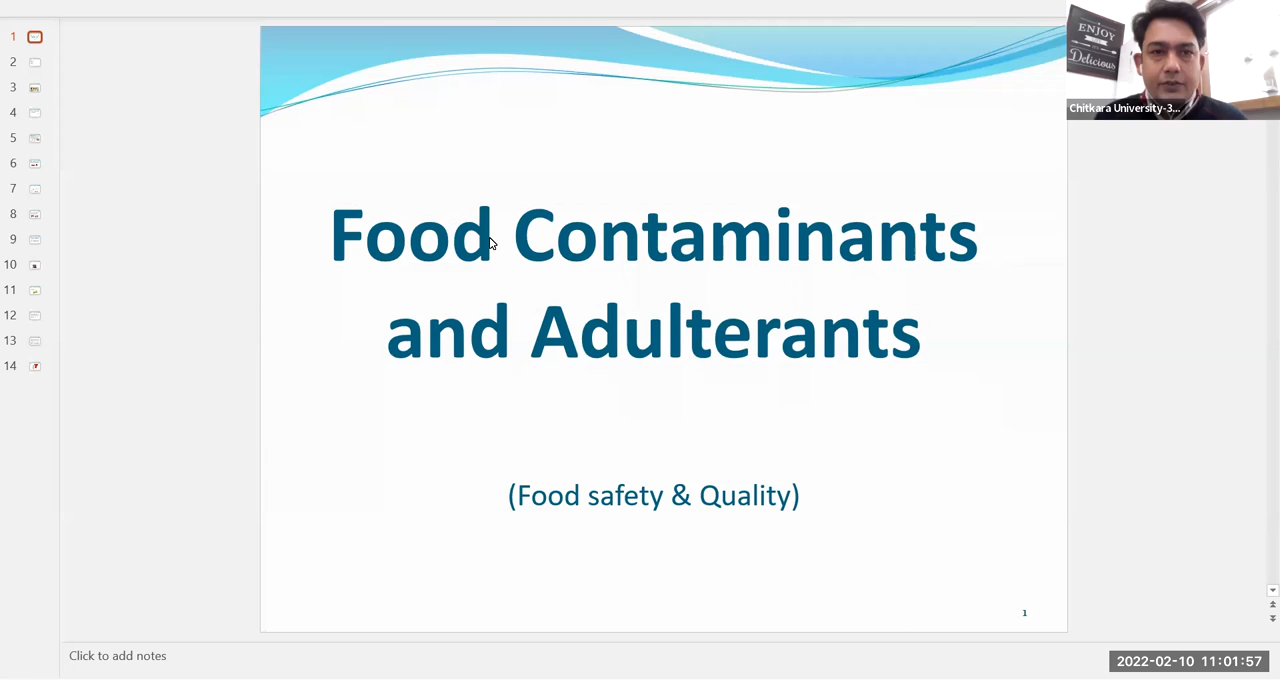 1
2
3
4
5
6
7
8
9
10
11
12
13
14
Food Contaminants
and Adulterants
(Food safety & Quality)
1
Click to add notes
ENJOY
Delicious
Chitkara University-3...
2022-02-10 11:01:57